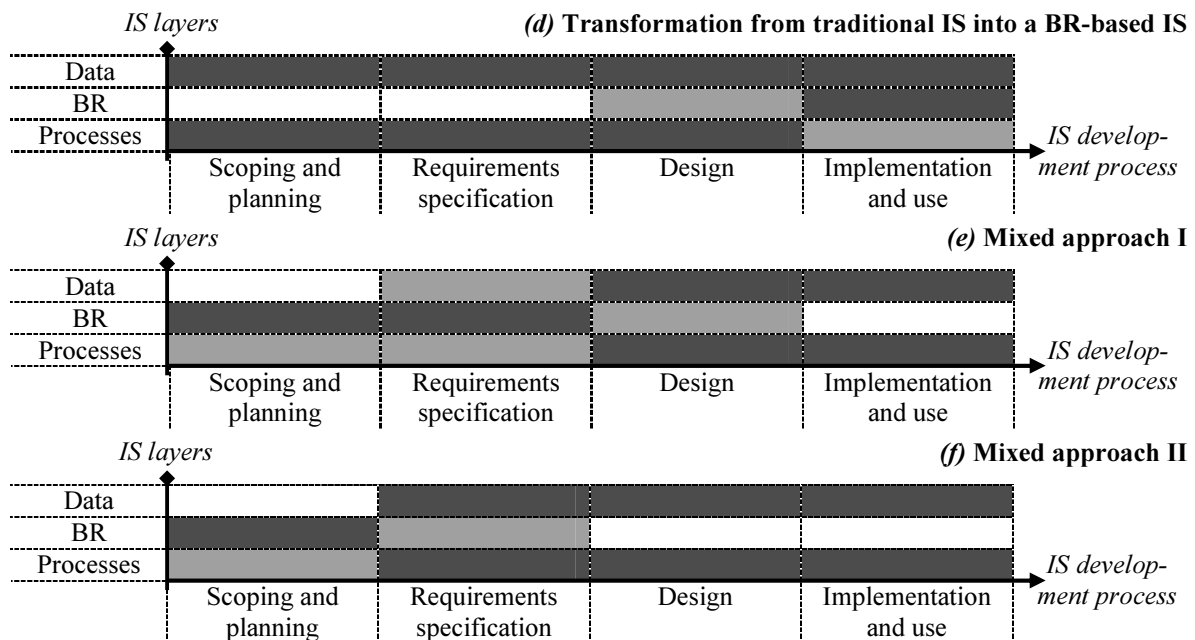 IS layers
(d) Transformation from traditional IS into a BR-based IS
Data
BR
Processes
IS develop-
ment process
Scoping and
planning
Requirements
specification
Design
Implementation
and use
IS layers
(e) Mixed approach I
Data
BR
Processes
IS develop-
ment process
Scoping and
planning
Requirements
specification
Design
Implementation
and use
IS layers
(f) Mixed approach II
Data
BR
Processes
IS develop-
ment process
Scoping and
planning
Requirements
specification
Design
Implementation
and use